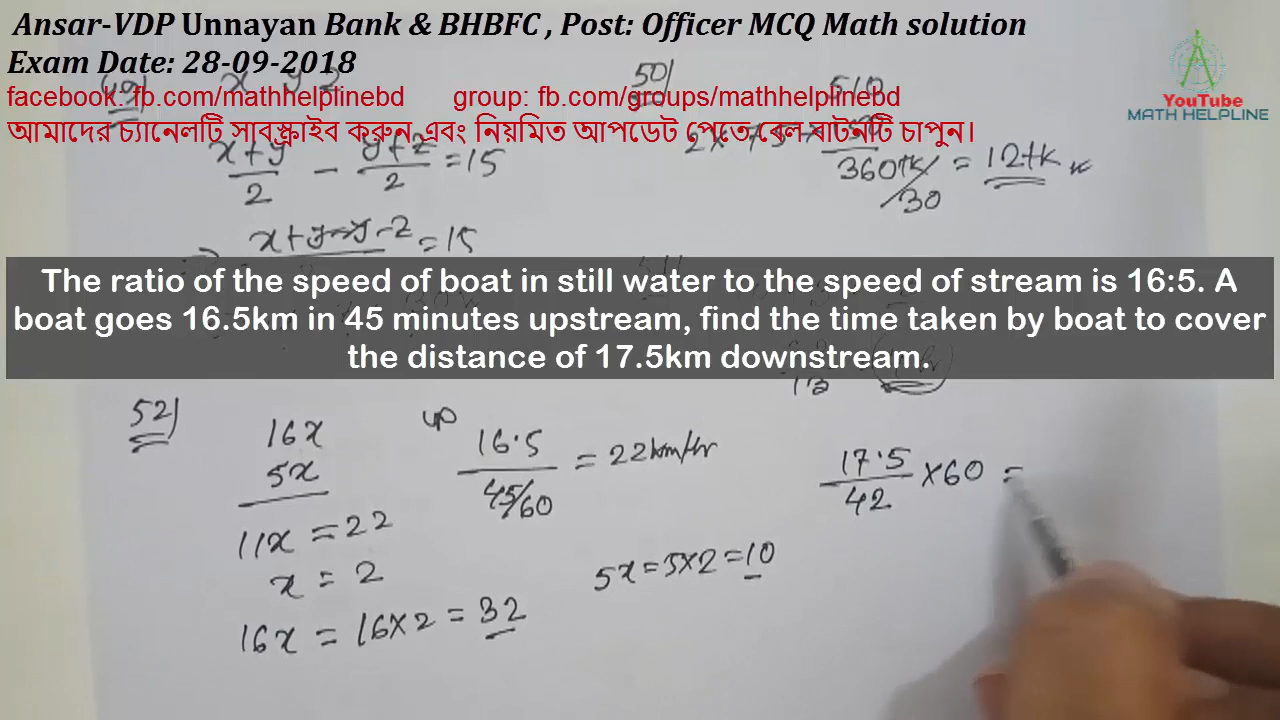 Ansar-VDP Unnayan Bank & BHBFC , Post: Officer MCQ Math solution
Exam Date: 28-09-2018
facebook: fb.com/mathhelplinebd group: fb.com/groups/mathhelplinebd
আমাদের চ্যানেলটি সাবস্ক্রাইব করুন এবং নিয়মিত আপডেট পেতে বেল বাটনটি চাপুন।
YouTube
MATH HELPLINE
49) x y z
50) 510
x+y/2 - y+z/2 = 15
360tk/30 = 12tk
x+y-y-z = 15
The ratio of the speed of boat in still water to the speed of stream is 16:5. A
boat goes 16.5km in 45 minutes upstream, find the time taken by boat to cover
the distance of 17.5km downstream.
52)
16x
5x
11x = 22
x = 2
16x = 16×2 = 32
up
16.5
45/60
= 22km/hr
5x = 5×2 = 10
17.5
42
×60 =